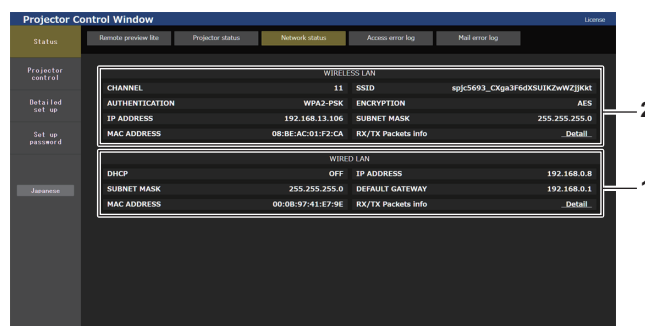 Projector Control Window
License
Status
Remote preview lite
Projector status
Network status
Access error log
Mail error log
Projector
control
Detailed
set up
Set up
password
Japanese
WIRELESS LAN
CHANNEL 11 SSID spjc5693_CXga3F6dXSUIKZwWZjJKkt
AUTHENTICATION WPA2-PSK ENCRYPTION AES
IP ADDRESS 192.168.13.106 SUBNET MASK 255.255.255.0
MAC ADDRESS 08:BE:AC:01:F2:CA RX/TX Packets info _Detail_
2
WIRED LAN
DHCP OFF IP ADDRESS 192.168.0.8
SUBNET MASK 255.255.255.0 DEFAULT GATEWAY 192.168.0.1
MAC ADDRESS 00:0B:97:41:E7:9E RX/TX Packets info _Detail_
1